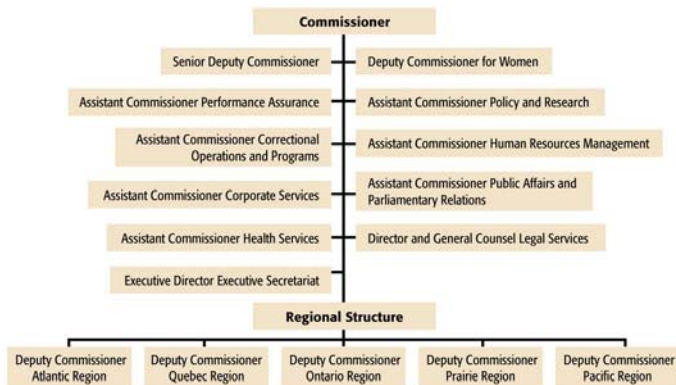 Commissioner
Senior Deputy Commissioner
Deputy Commissioner for Women
Assistant Commissioner Performance Assurance
Assistant Commissioner Policy and Research
Assistant Commissioner Correctional
Operations and Programs
Assistant Commissioner Human Resources Management
Assistant Commissioner Corporate Services
Assistant Commissioner Public Affairs and
Parliamentary Relations
Assistant Commissioner Health Services
Director and General Counsel Legal Services
Executive Director Executive Secretariat
Regional Structure
Deputy Commissioner
Atlantic Region
Deputy Commissioner
Quebec Region
Deputy Commissioner
Ontario Region
Deputy Commissioner
Prairie Region
Deputy Commissioner
Pacific Region